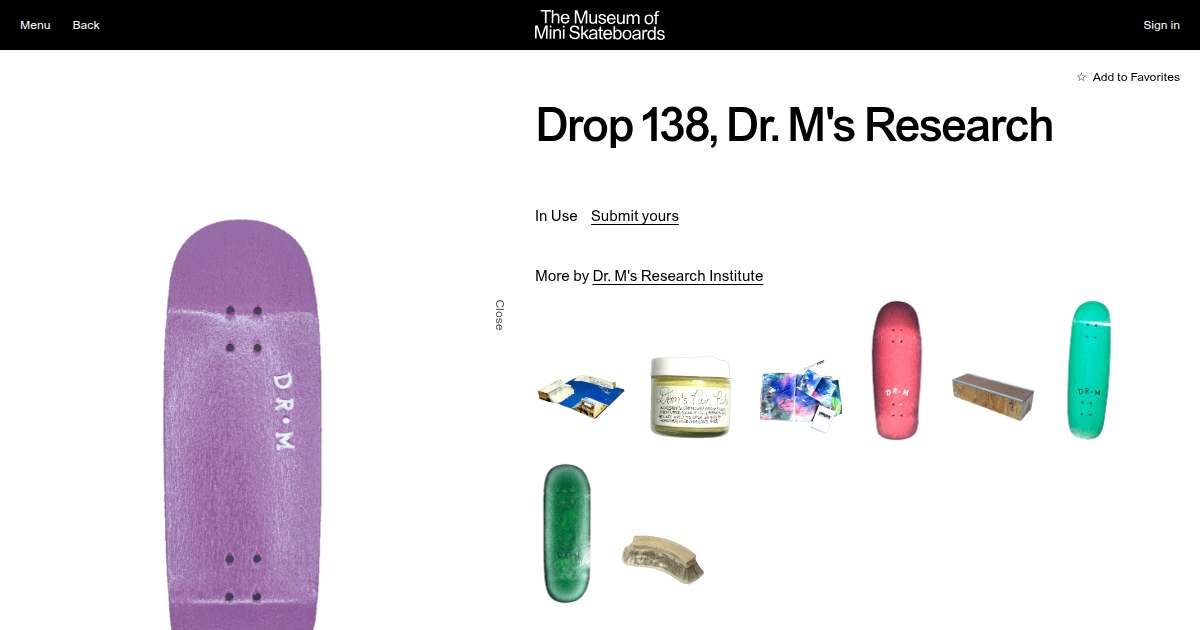 Menu
Back
The Museum of
Mini Skateboards
Sign in
☆ Add to Favorites
Drop 138, Dr. M's Research
In Use
Submit yours
More by Dr. M's Research Institute
Close
DR·M
DR·M
DR·M
DR·M